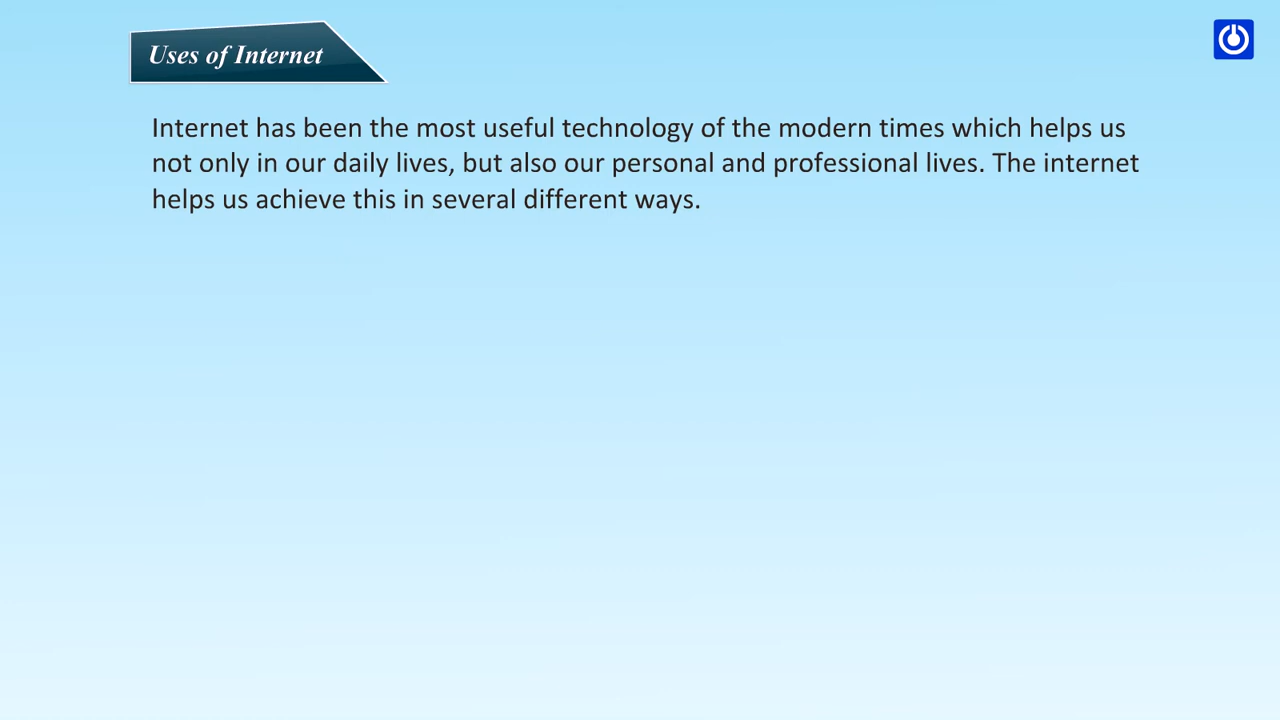 Uses of Internet
Internet has been the most useful technology of the modern times which helps us
not only in our daily lives, but also our personal and professional lives. The internet
helps us achieve this in several different ways.